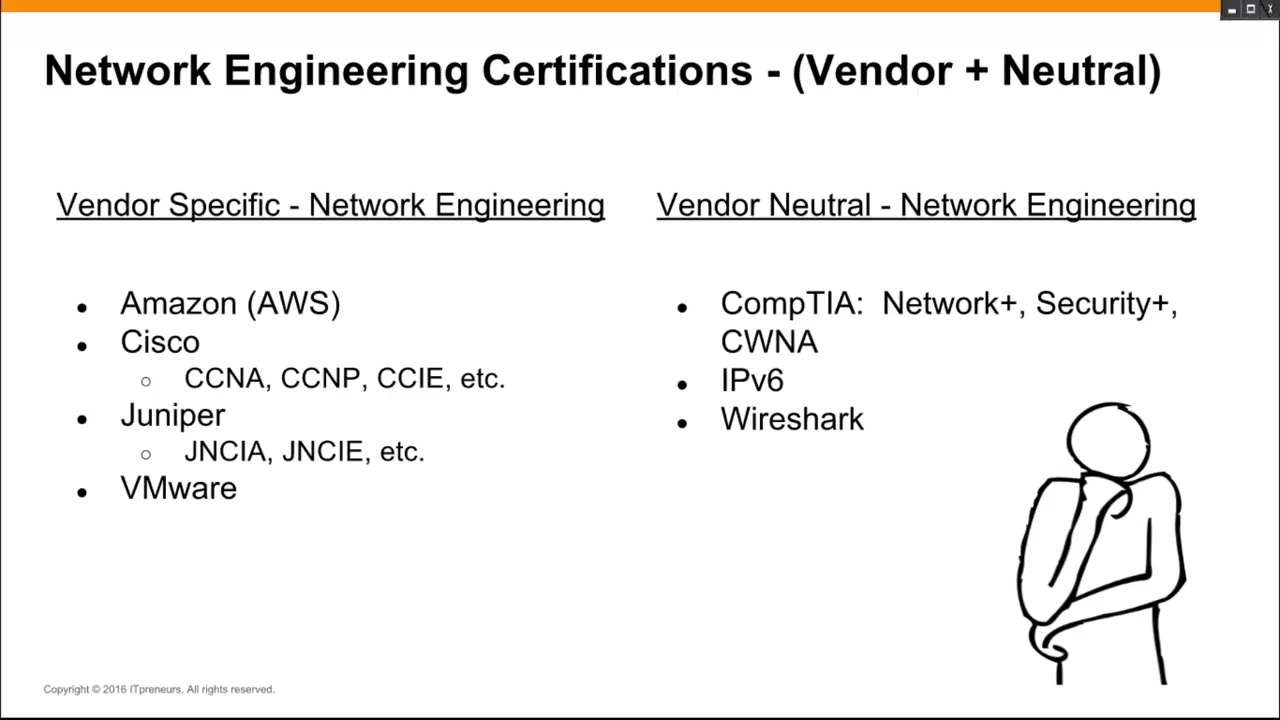 Network Engineering Certifications - (Vendor + Neutral)
Vendor Specific - Network Engineering
• Amazon (AWS)
• Cisco
○ CCNA, CCNP, CCIE, etc.
• Juniper
○ JNCIA, JNCIE, etc.
• VMware
Vendor Neutral - Network Engineering
• CompTIA: Network+, Security+,
CWNA
• IPv6
• Wireshark
Copyright © 2016 ITpreneurs. All rights reserved.